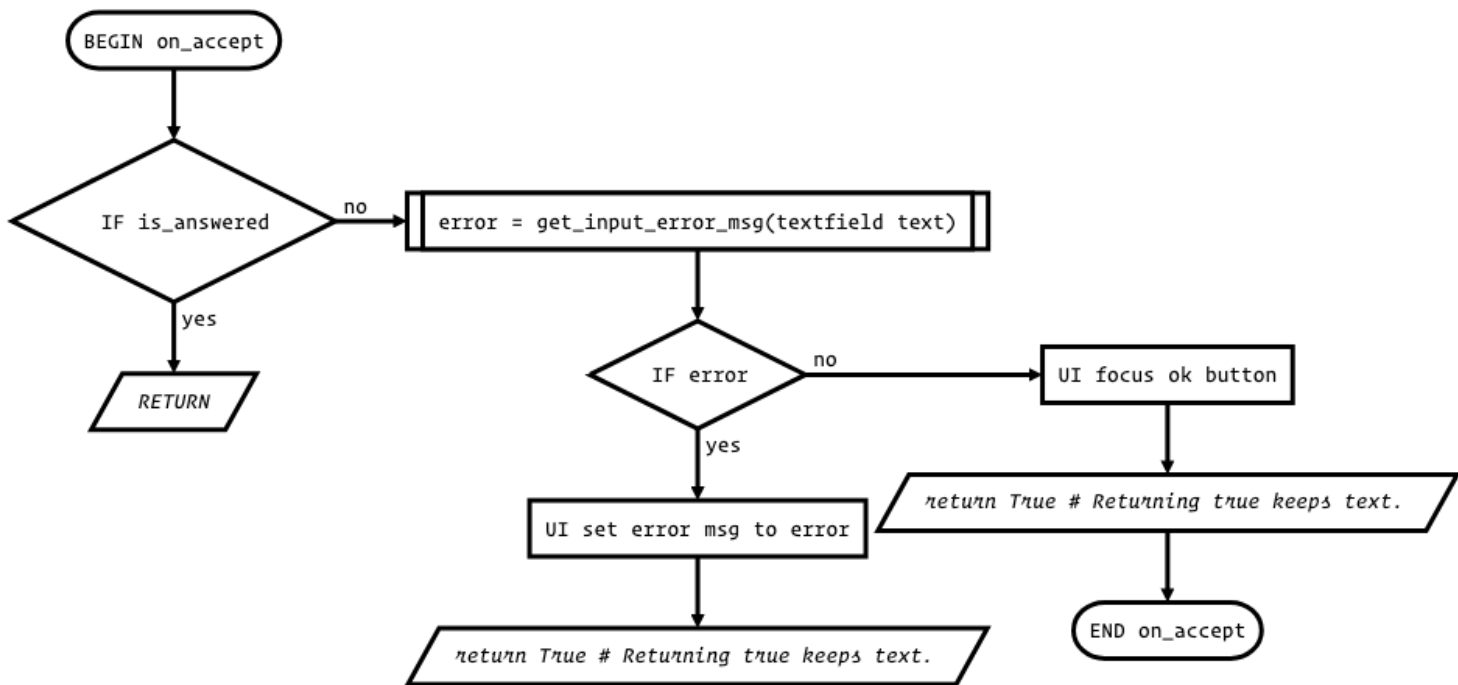 BEGIN on_accept
IF is_answered
no
error = get_input_error_msg(textfield text)
yes
RETURN
IF error
no
UI focus ok button
yes
return True # Returning true keeps text.
UI set error msg to error
END on_accept
return True # Returning true keeps text.